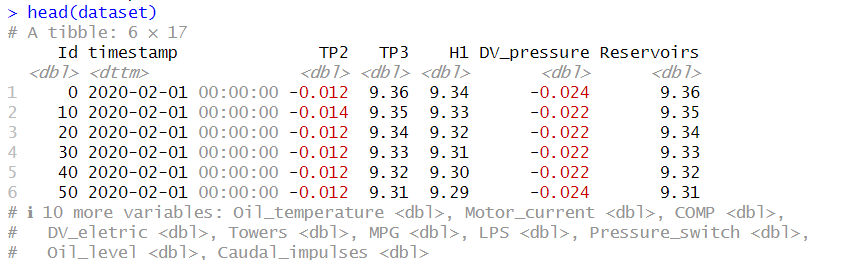 > head(dataset)
# A tibble: 6 × 17
Id timestamp TP2 TP3 H1 DV_pressure Reservoirs
<dbl> <dttm> <dbl> <dbl> <dbl> <dbl> <dbl>
1 0 2020-02-01 00:00:00 -0.012 9.36 9.34 -0.024 9.36
2 10 2020-02-01 00:00:00 -0.014 9.35 9.33 -0.022 9.35
3 20 2020-02-01 00:00:00 -0.012 9.34 9.32 -0.022 9.34
4 30 2020-02-01 00:00:00 -0.012 9.33 9.31 -0.022 9.33
5 40 2020-02-01 00:00:00 -0.012 9.32 9.30 -0.022 9.32
6 50 2020-02-01 00:00:00 -0.012 9.31 9.29 -0.024 9.31
# ℹ 10 more variables: Oil_temperature <dbl>, Motor_current <dbl>, COMP <dbl>,
# DV_eletric <dbl>, Towers <dbl>, MPG <dbl>, LPS <dbl>, Pressure_switch <dbl>,
# Oil_level <dbl>, Caudal_impulses <dbl>